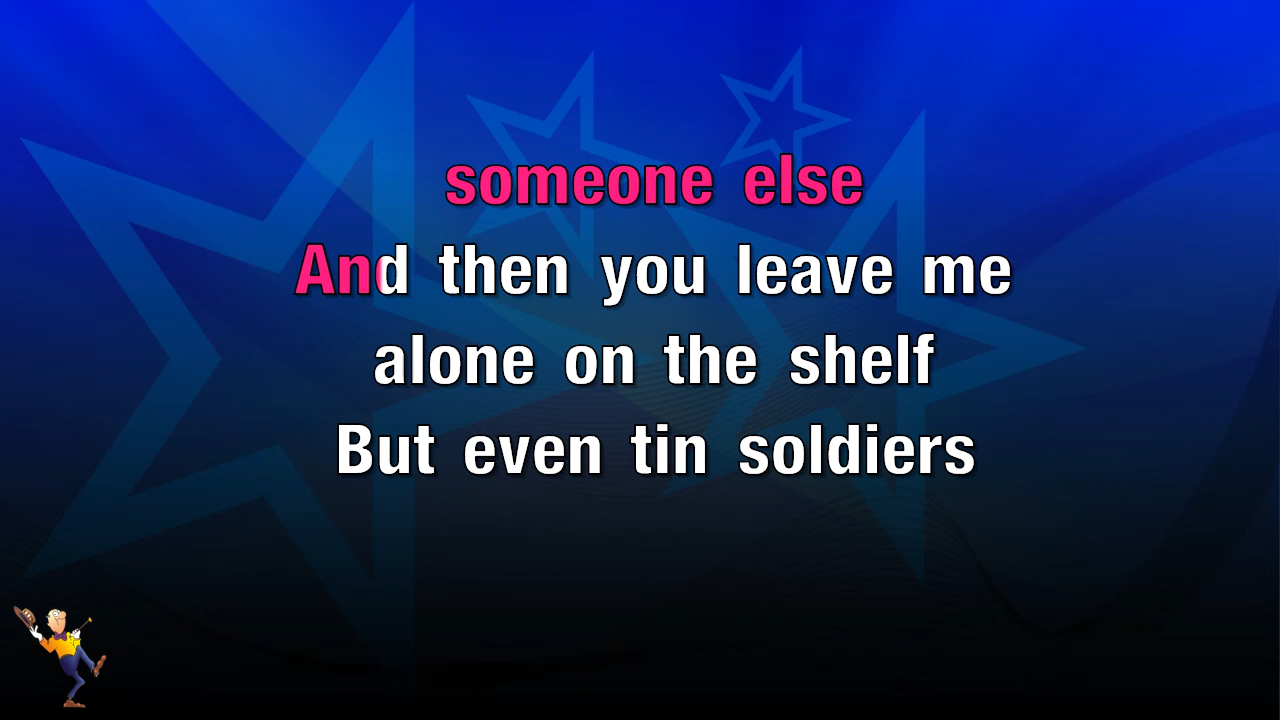 someone else
And then you leave me
alone on the shelf
But even tin soldiers